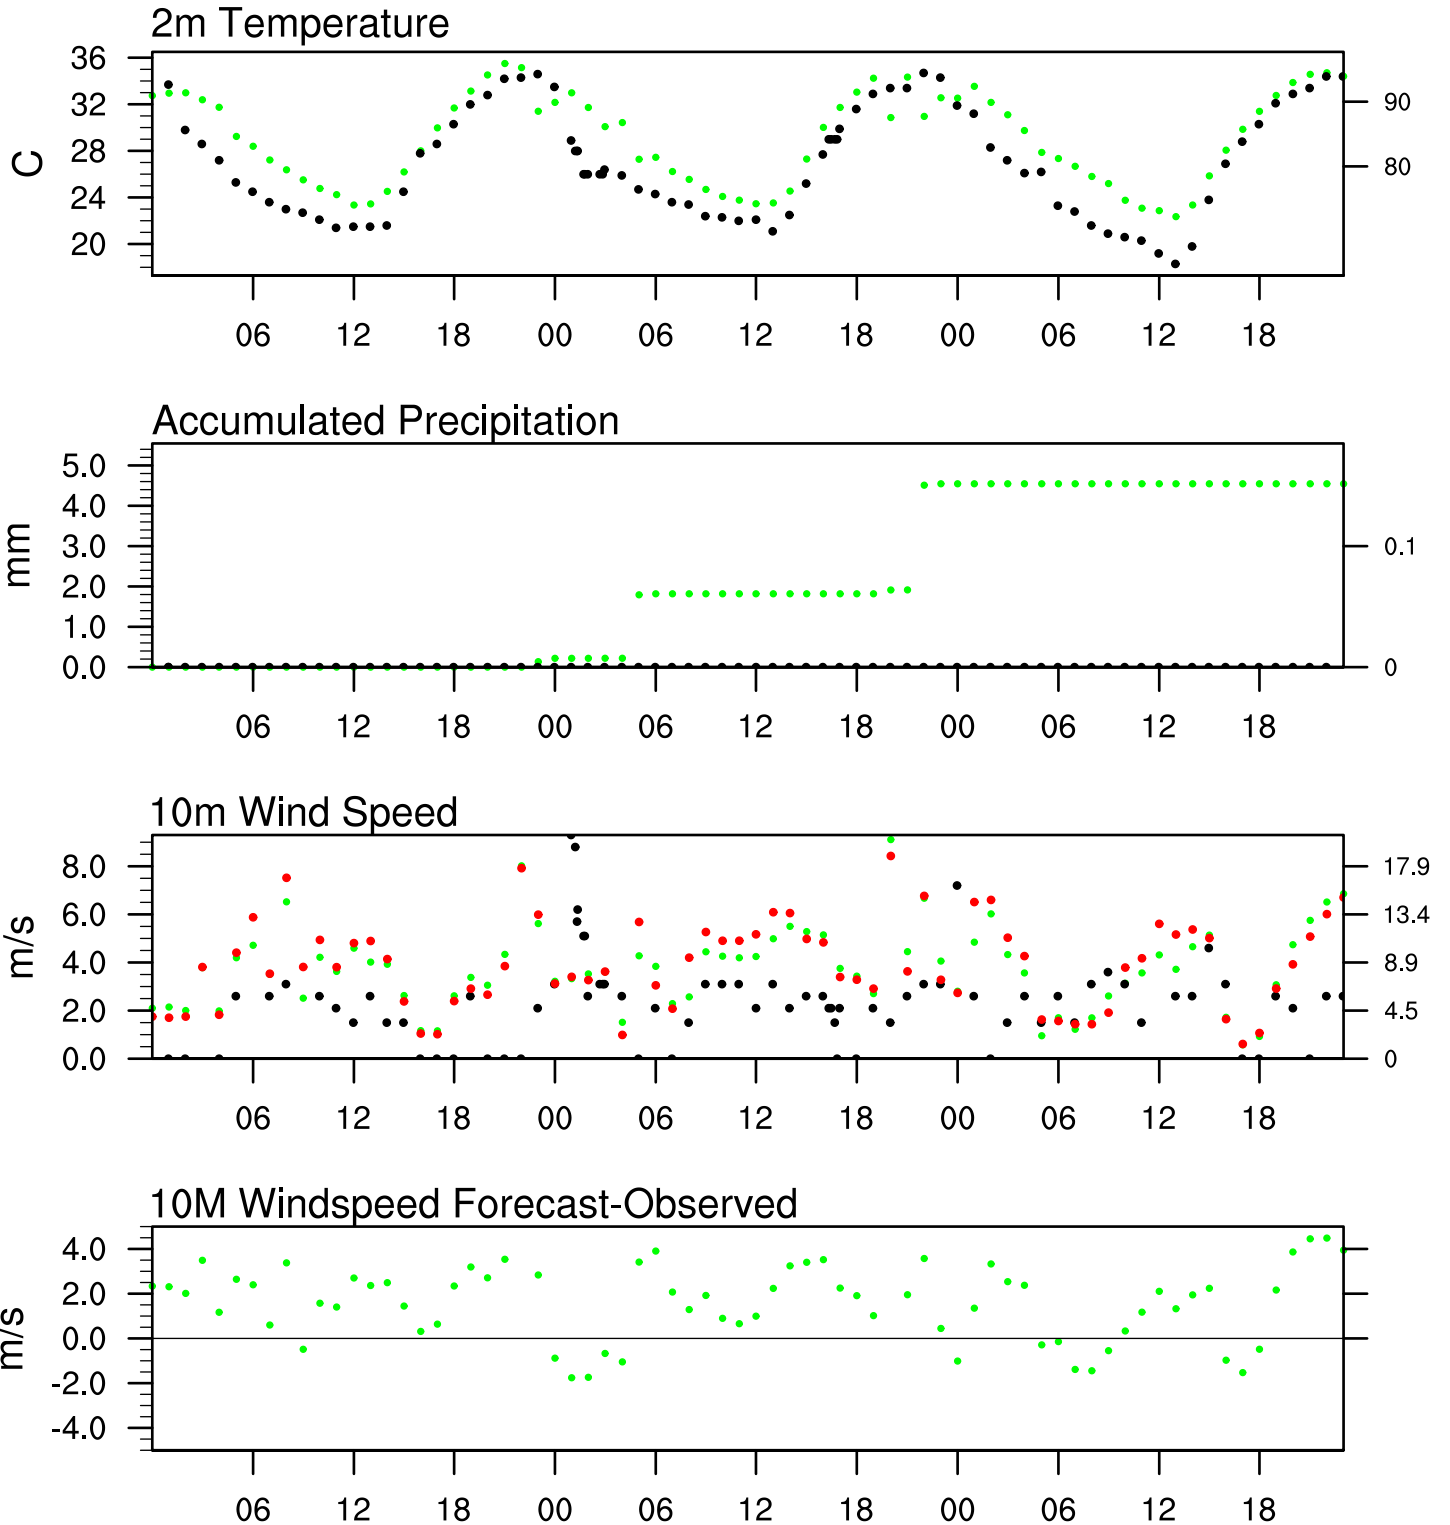 2m Temperature
36
32
28
24
20
C
90
80
06 12 18 00 06 12 18 00 06 12 18
Accumulated Precipitation
5.0
4.0
3.0
2.0
1.0
0.0
mm
0.1
0
06 12 18 00 06 12 18 00 06 12 18
10m Wind Speed
8.0
6.0
4.0
2.0
0.0
m/s
17.9
13.4
8.9
4.5
0
06 12 18 00 06 12 18 00 06 12 18
10M Windspeed Forecast-Observed
4.0
2.0
0.0
-2.0
-4.0
m/s
06 12 18 00 06 12 18 00 06 12 18